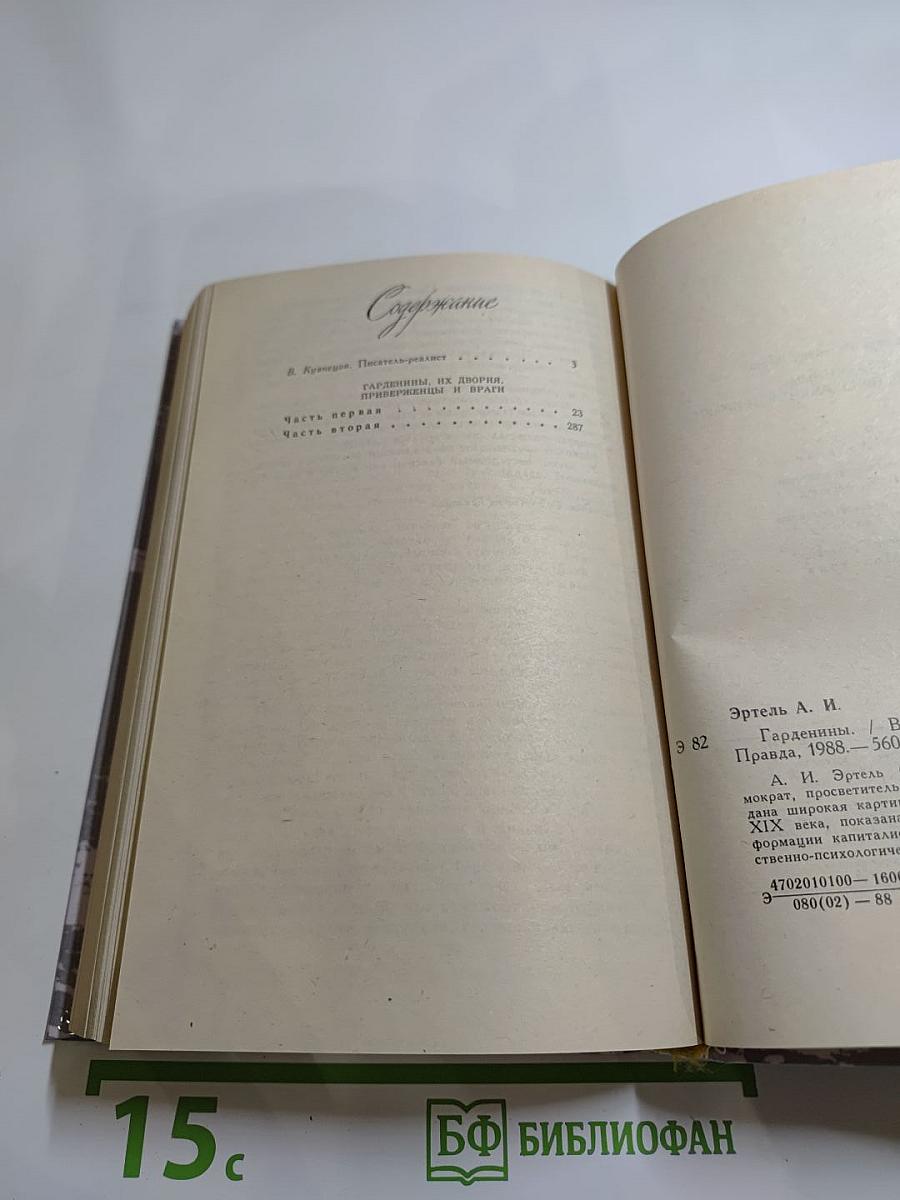 Содержание
В. Кузнецов. Писатель-реалист . . . . . . . 3
ГАРДЕНИНЫ, ИХ ДВОРНЯ,
ПРИВЕРЖЕНЦЫ И ВРАГИ
Часть первая . . . . . . . . . . . . 23
Часть вторая . . . . . . . . . . . . . 287
Эртель А. И.
Э 82
Гарденины. / В
Правда, 1988.— 560
А. И. Эртель
мократ, просветитель
дана широкая карти
XIX века, показана
формации капиталис
ственно-психологиче
Э
4702010100—1600
080(02) — 88
15 с
БФ БИБЛИОФАН